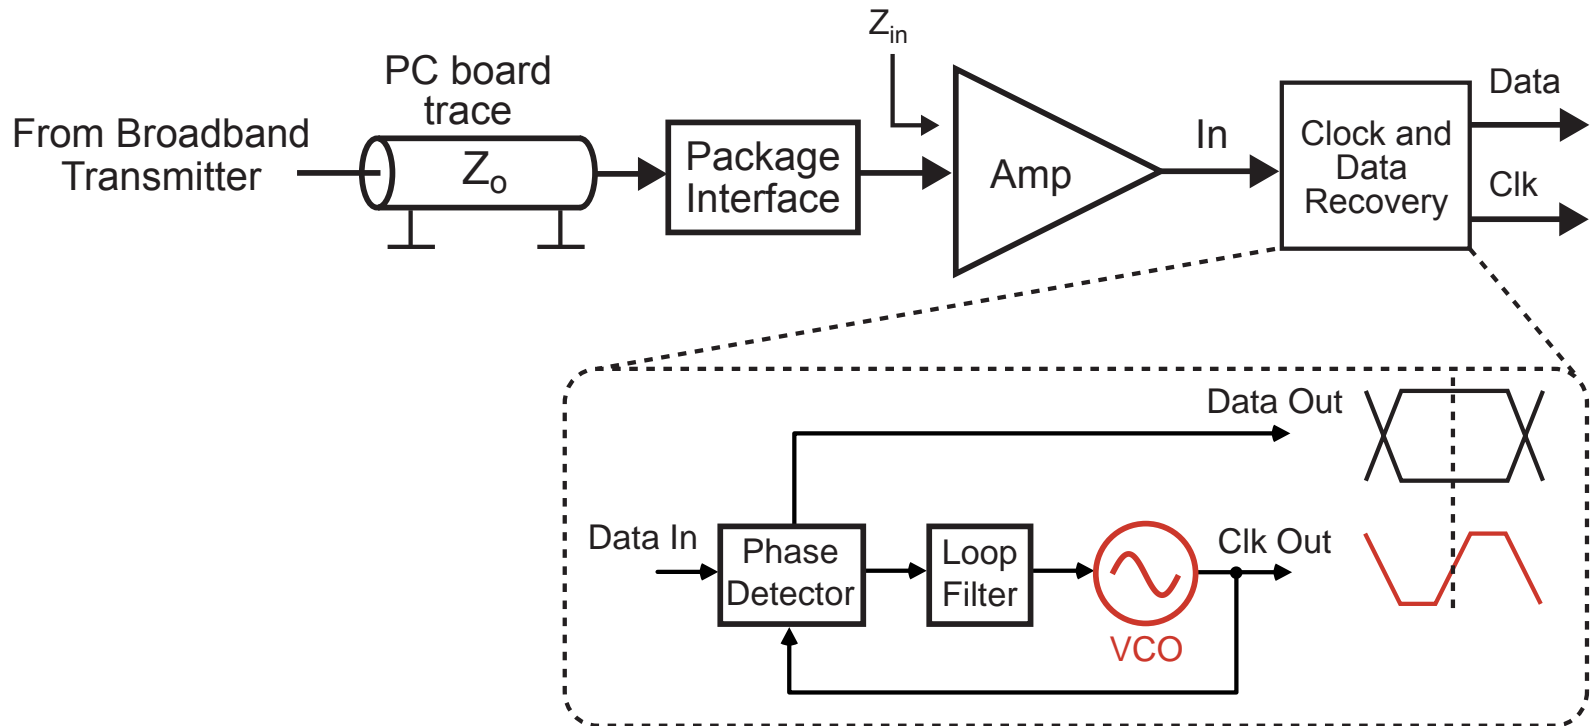 Z_in
PC board
trace
From Broadband
Transmitter
Z_o
Package
Interface
Amp
In
Clock and
Data
Recovery
Data
Clk
Data Out
Data In
Phase
Detector
Loop
Filter
VCO
Clk Out